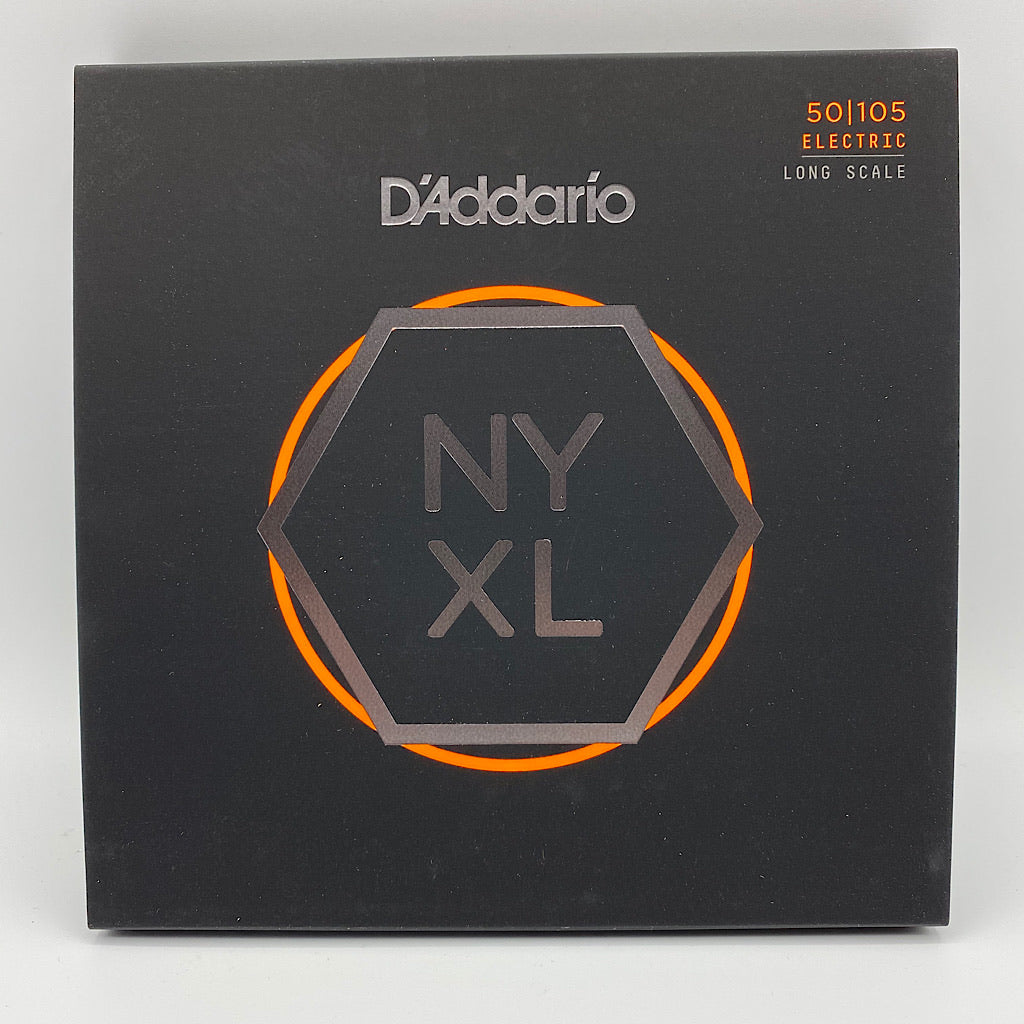 50|105
ELECTRIC
LONG SCALE
D'Addario
NY
XL